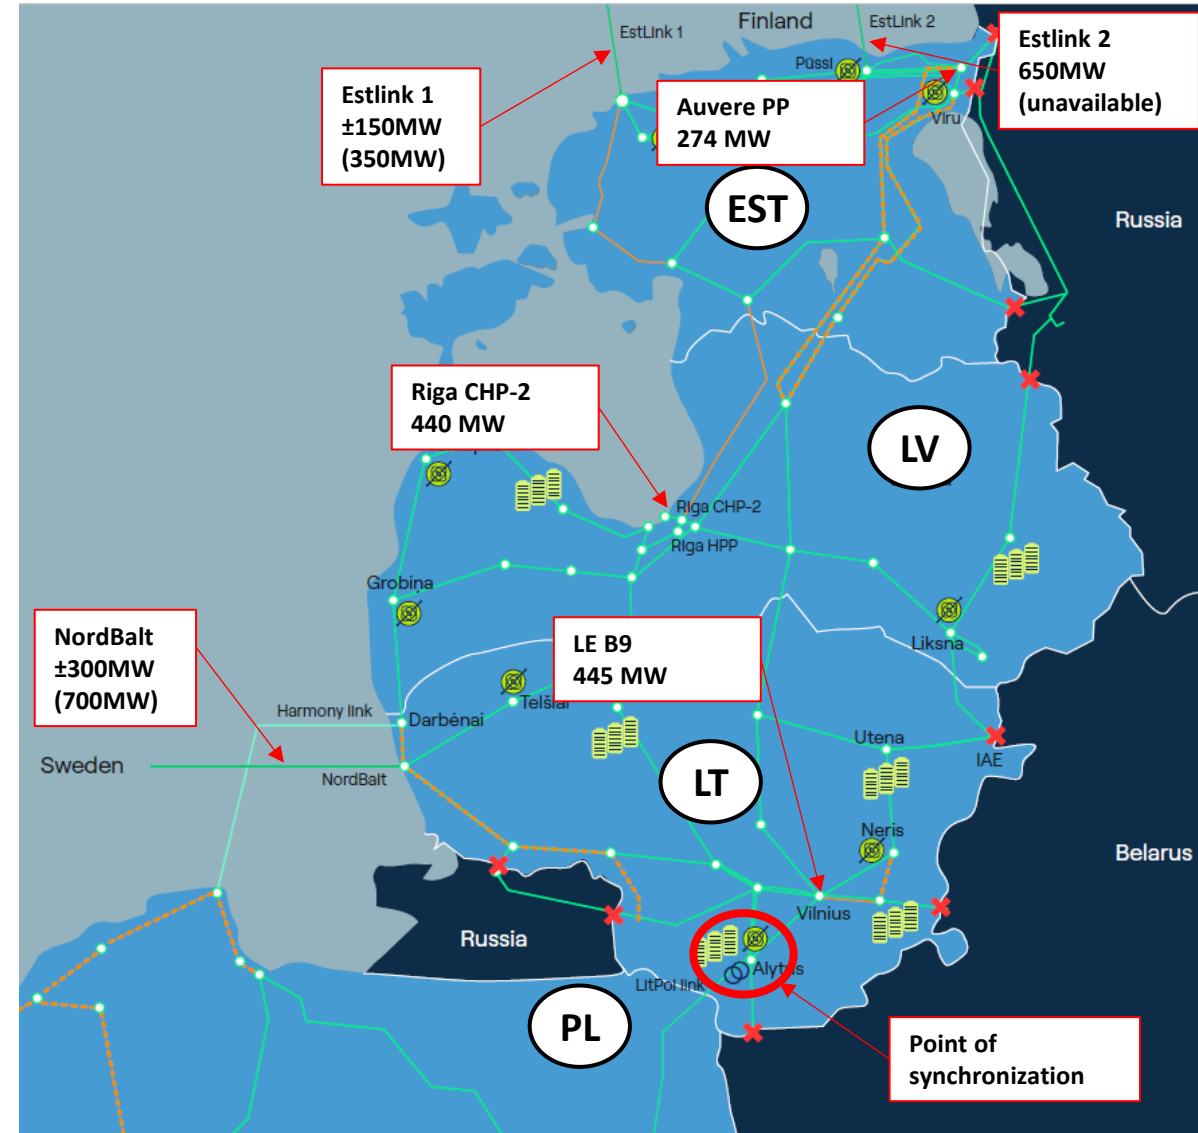 EstLink 1
Finland
EstLink 2
Estlink 2
650MW
(unavailable)
Püssi
Estlink 1
±150MW
(350MW)
Auvere PP
274 MW
Viru
EST
Russia
Riga CHP-2
440 MW
LV
Riga CHP-2
Riga HPP
Grobiņa
Liksna
NordBalt
±300MW
(700MW)
LE B9
445 MW
Harmony link
Darbėnai
Telšiai
Utena
IAE
Sweden
NordBalt
LT
Neris
Belarus
Vilnius
Russia
Alytus
LitPol link
PL
Point of
synchronization